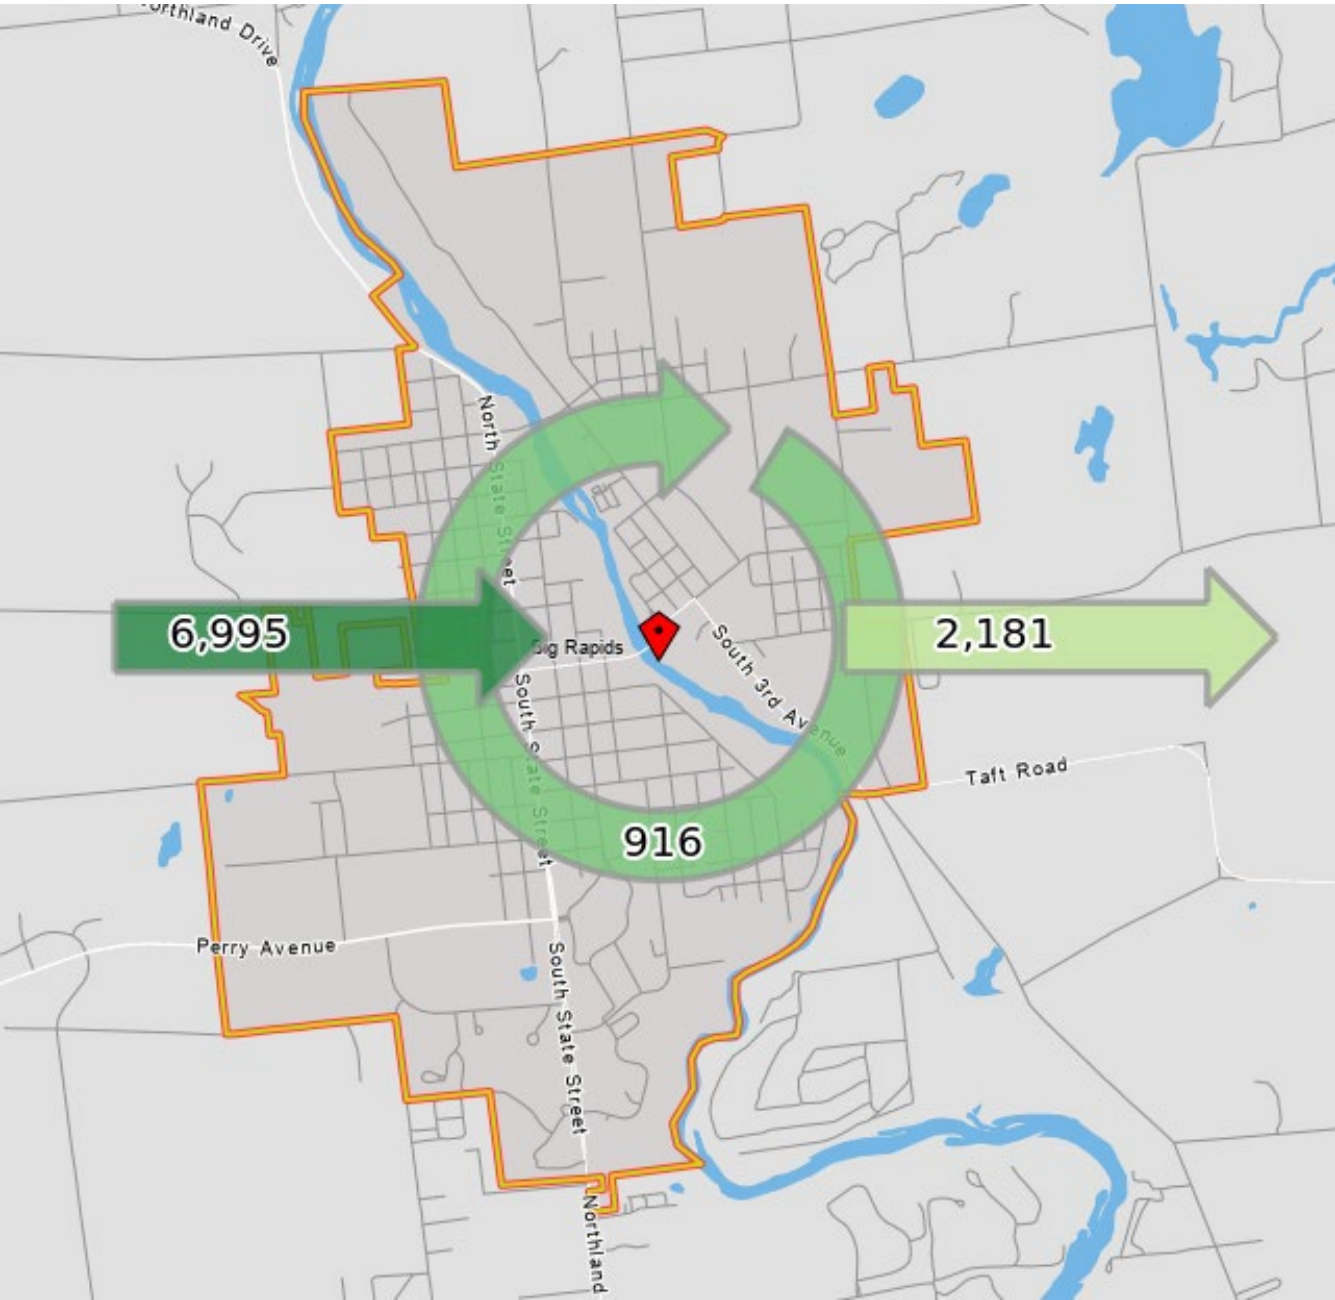 Northland Drive
North State Street
6,995
2,181
Big Rapids
South 3rd Avenue
South State Street
Taft Road
916
Perry Avenue
South State Street
Northland